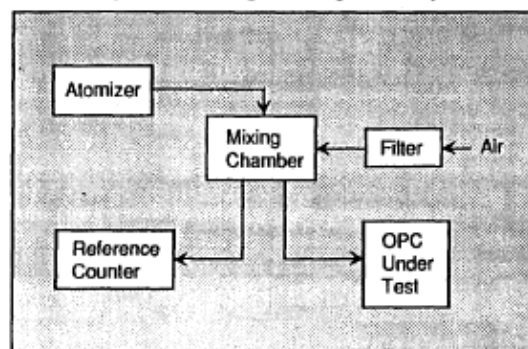 Atomizer
Mixing
Chamber
Filter
Air
Reference
Counter
OPC
Under
Test